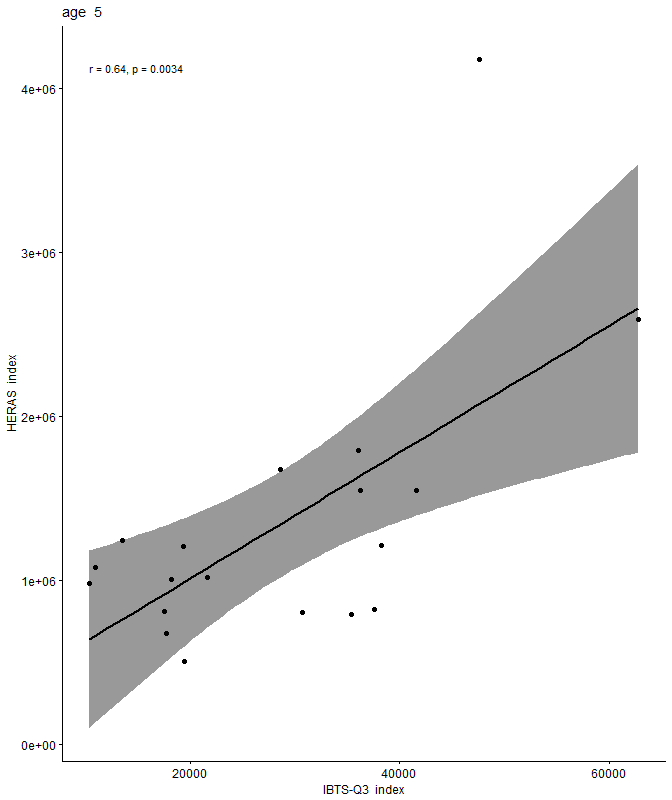 age 5
r = 0.64, p = 0.0034
4e+06
3e+06
2e+06
1e+06
0e+00
HERAS index
20000
40000
60000
IBTS-Q3 index